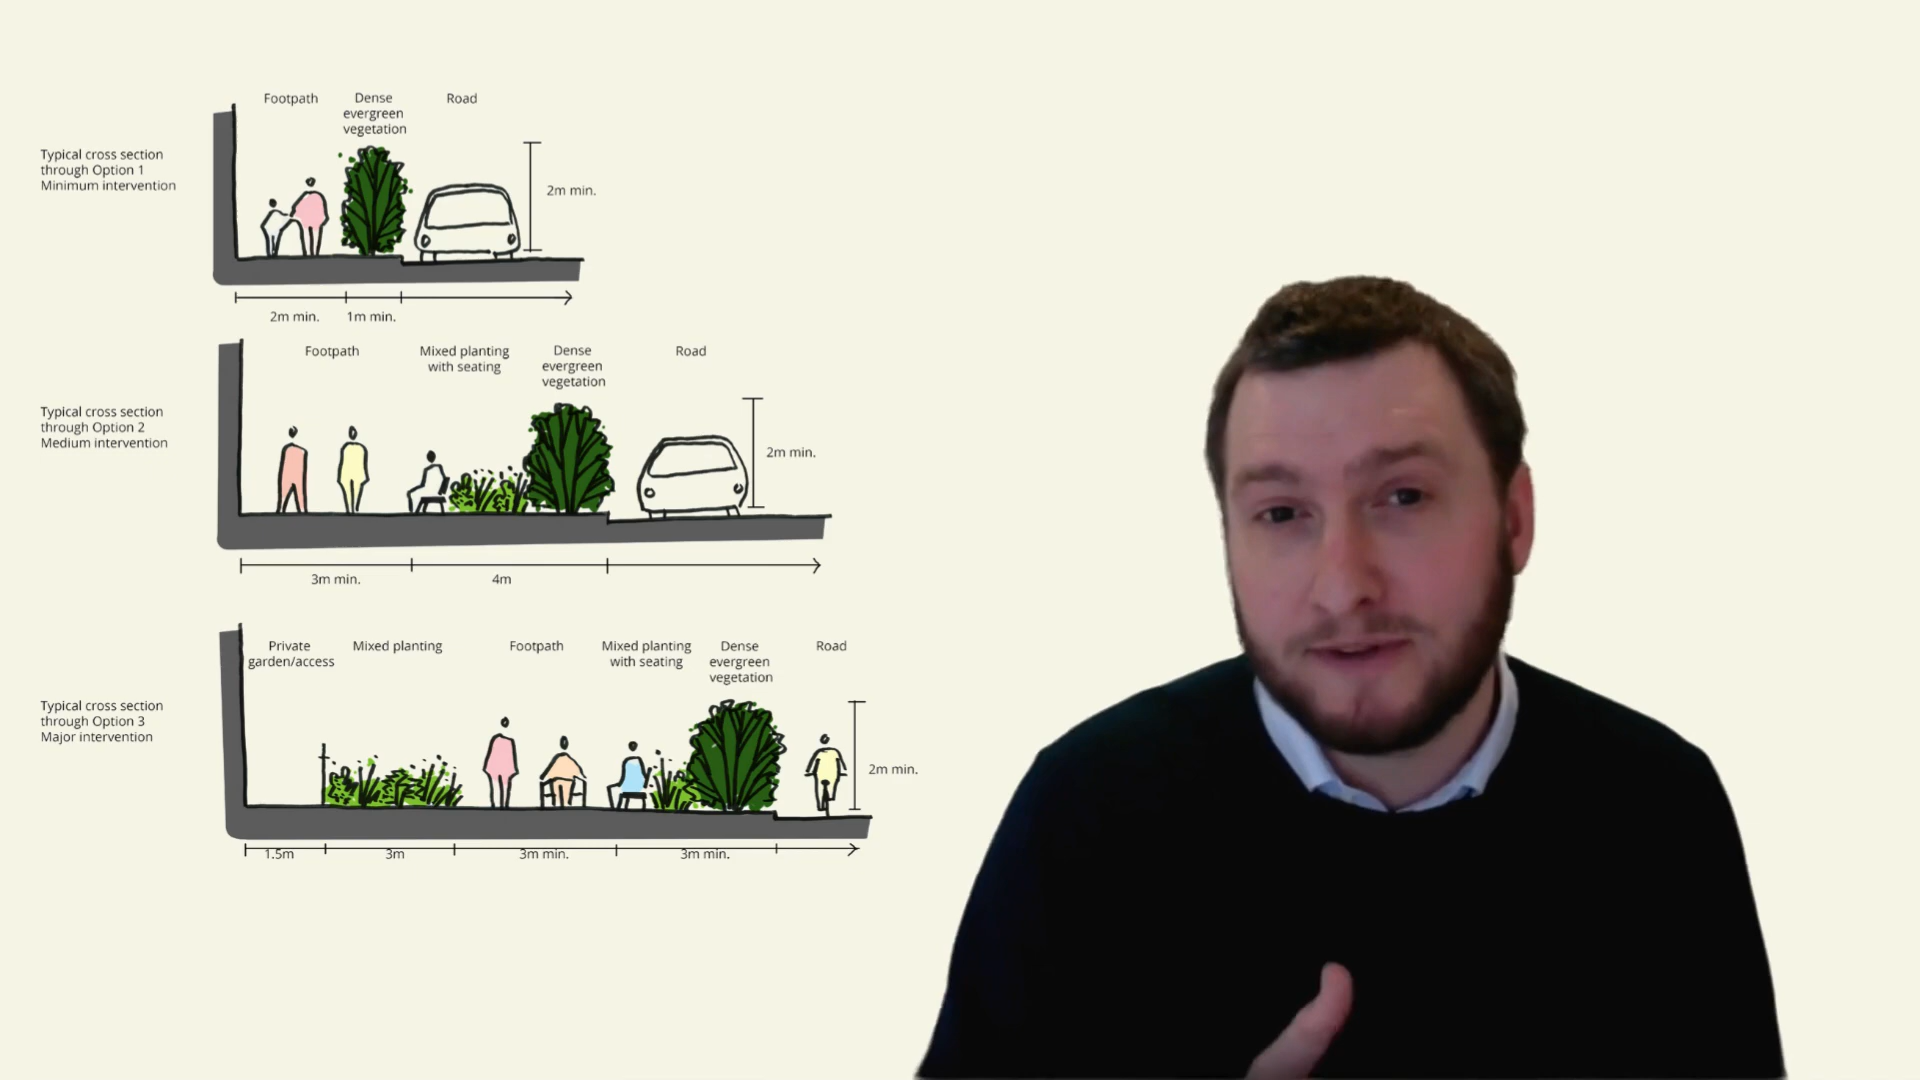 Footpath
Dense
evergreen
vegetation
Road
Typical cross section
through Option 1
Minimum intervention
2m min.
2m min.
1m min.
Footpath
Mixed planting
with seating
Dense
evergreen
vegetation
Road
Typical cross section
through Option 2
Medium intervention
2m min.
3m min.
4m
Private
garden/access
Mixed planting
Footpath
Mixed planting
with seating
Dense
evergreen
vegetation
Road
Typical cross section
through Option 3
Major intervention
2m min.
1.5m
3m
3m min.
3m min.